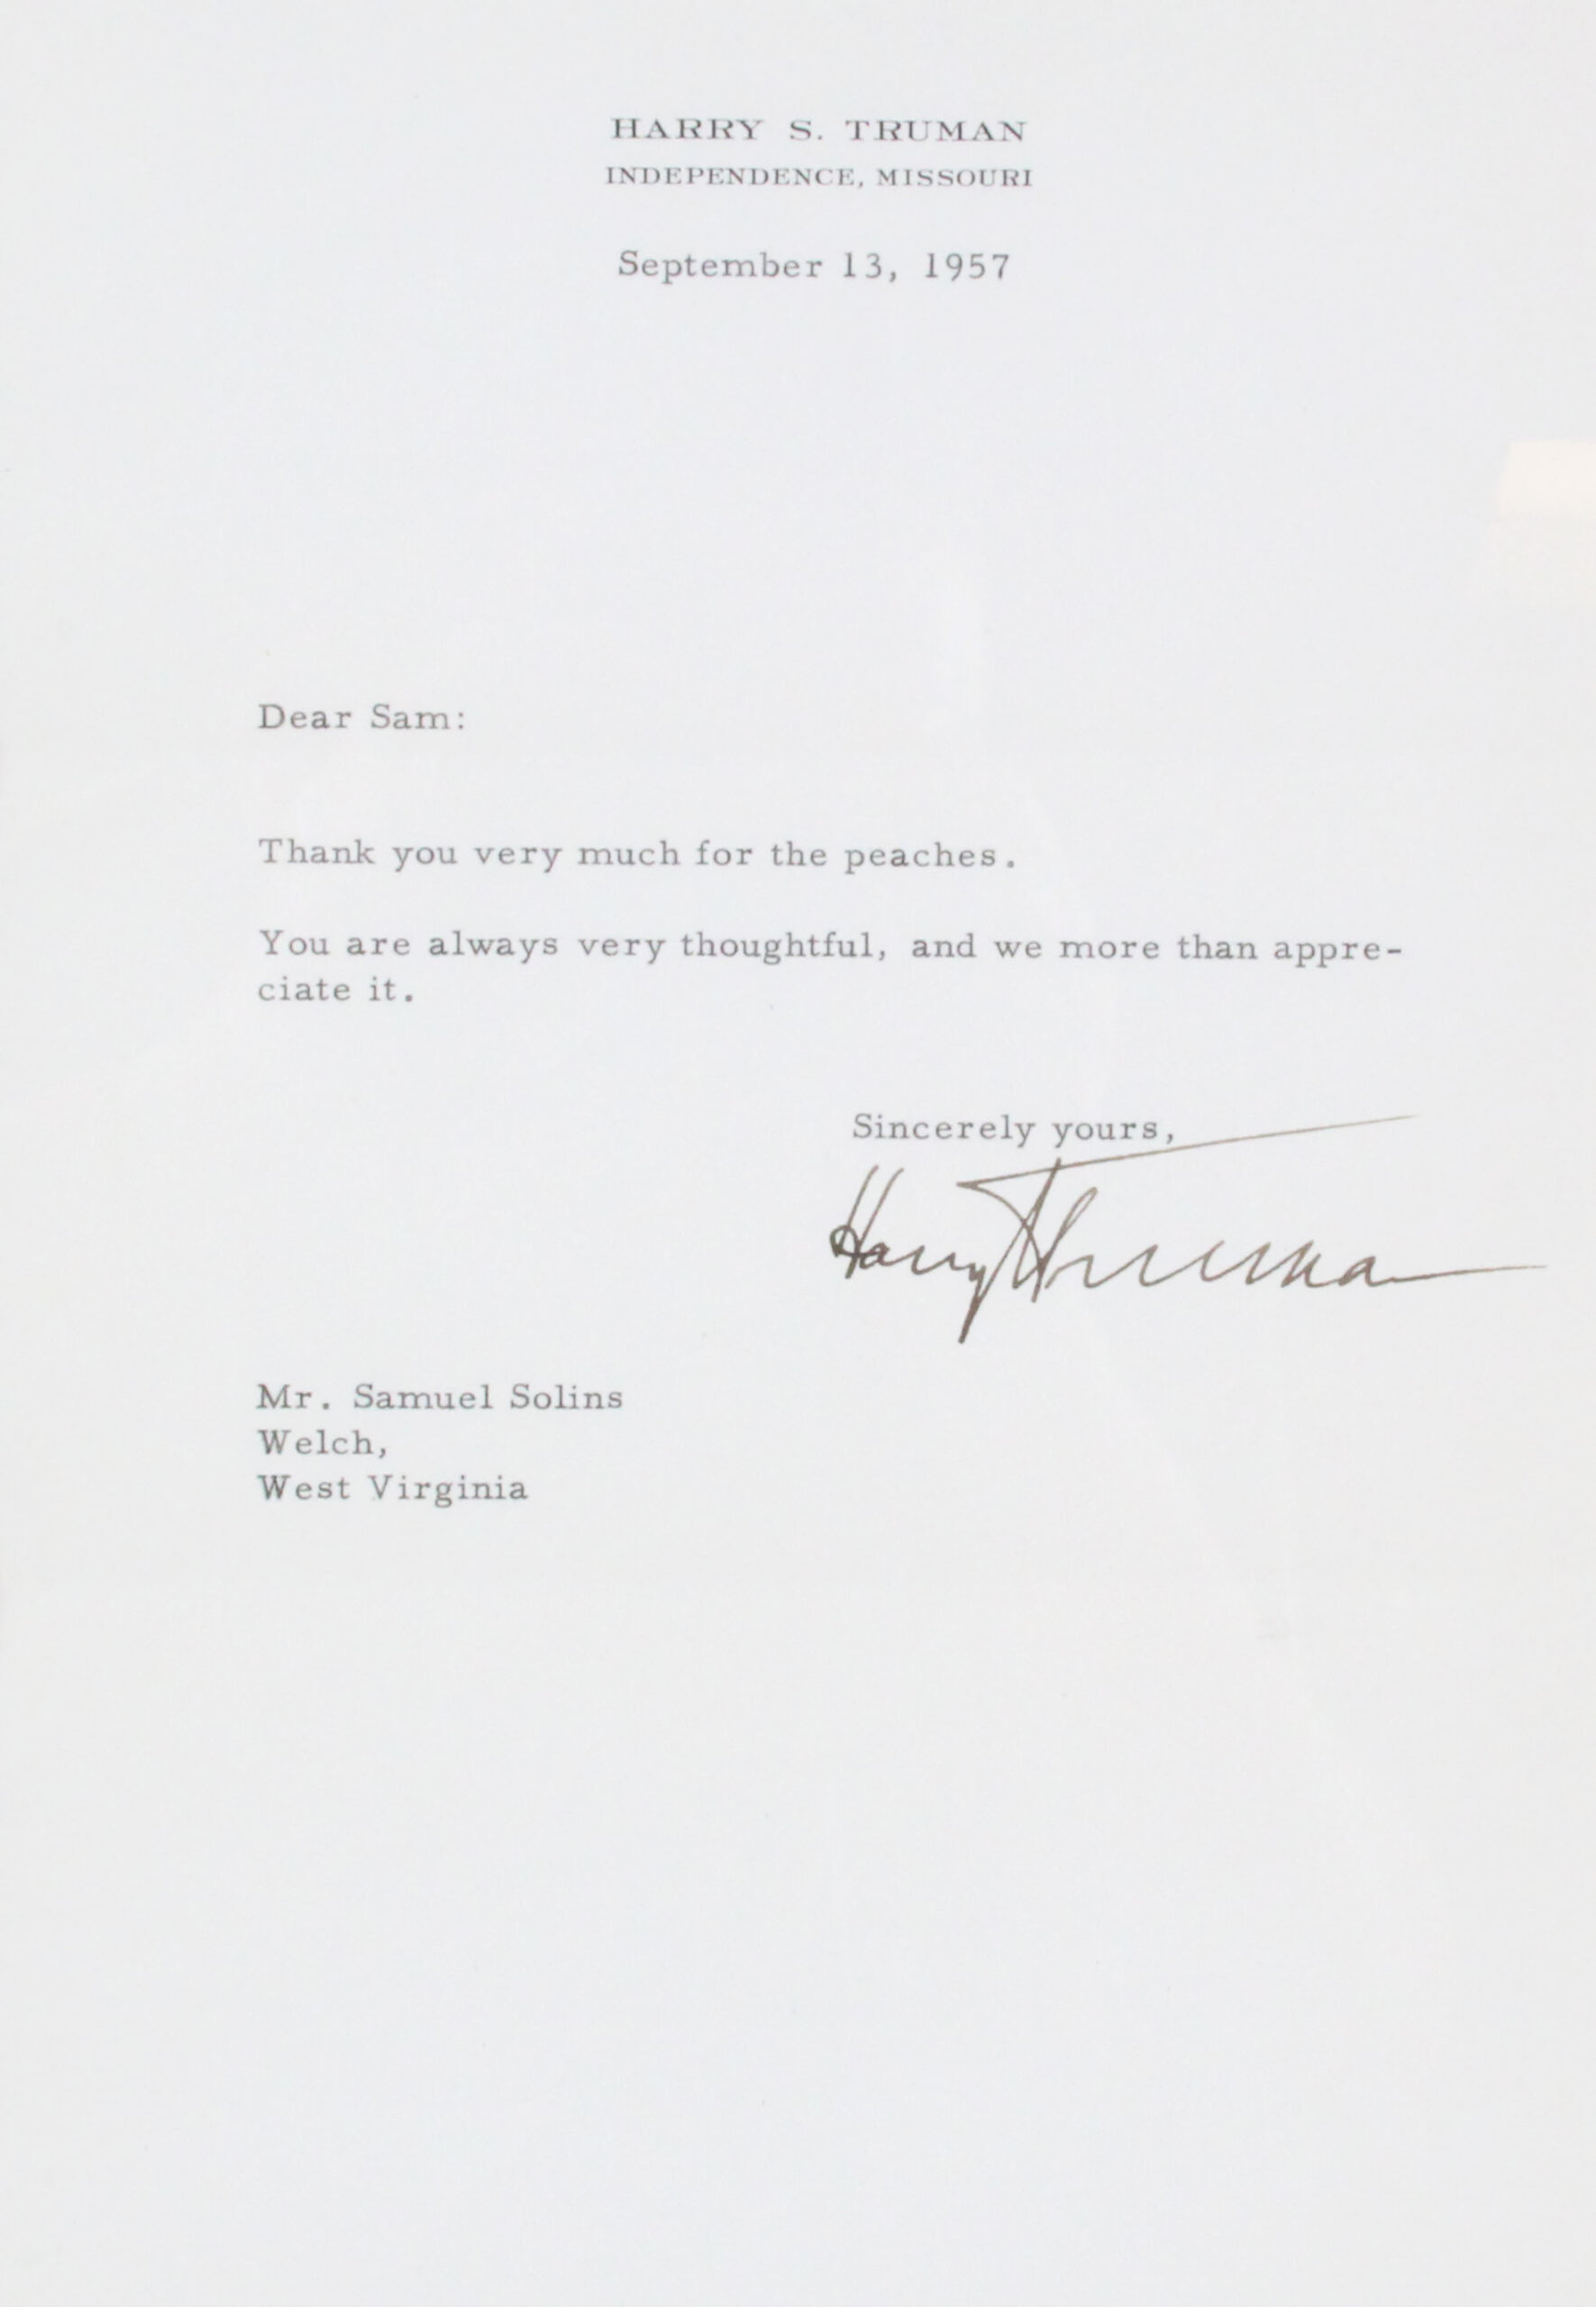 HARRY S. TRUMAN
INDEPENDENCE, MISSOURI
September 13, 1957
Dear Sam:
Thank you very much for the peaches.
You are always very thoughtful, and we more than appre-
ciate it.
Sincerely yours,
Harry Truman
Mr. Samuel Solins
Welch,
West Virginia